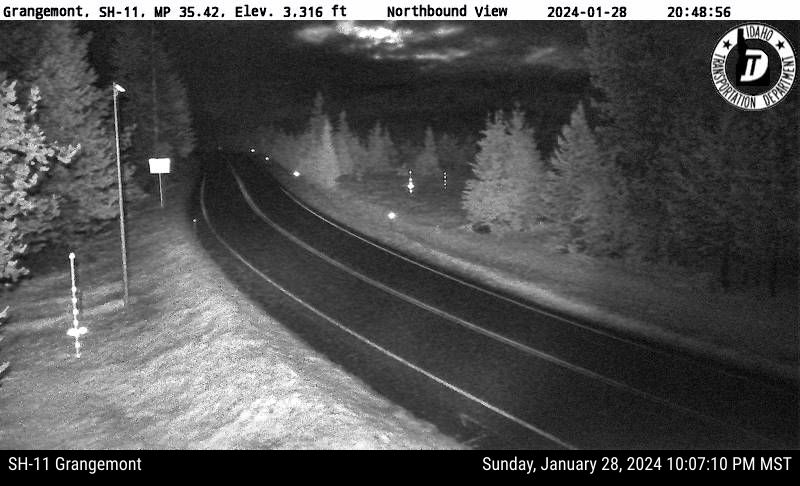 Grangemont, SH-11, MP 35.42, Elev. 3,316 ft Northbound View 2024-01-28 20:48:56
IDAHO
TRANSPORTATION DEPARTMENT
SH-11 Grangemont Sunday, January 28, 2024 10:07:10 PM MST